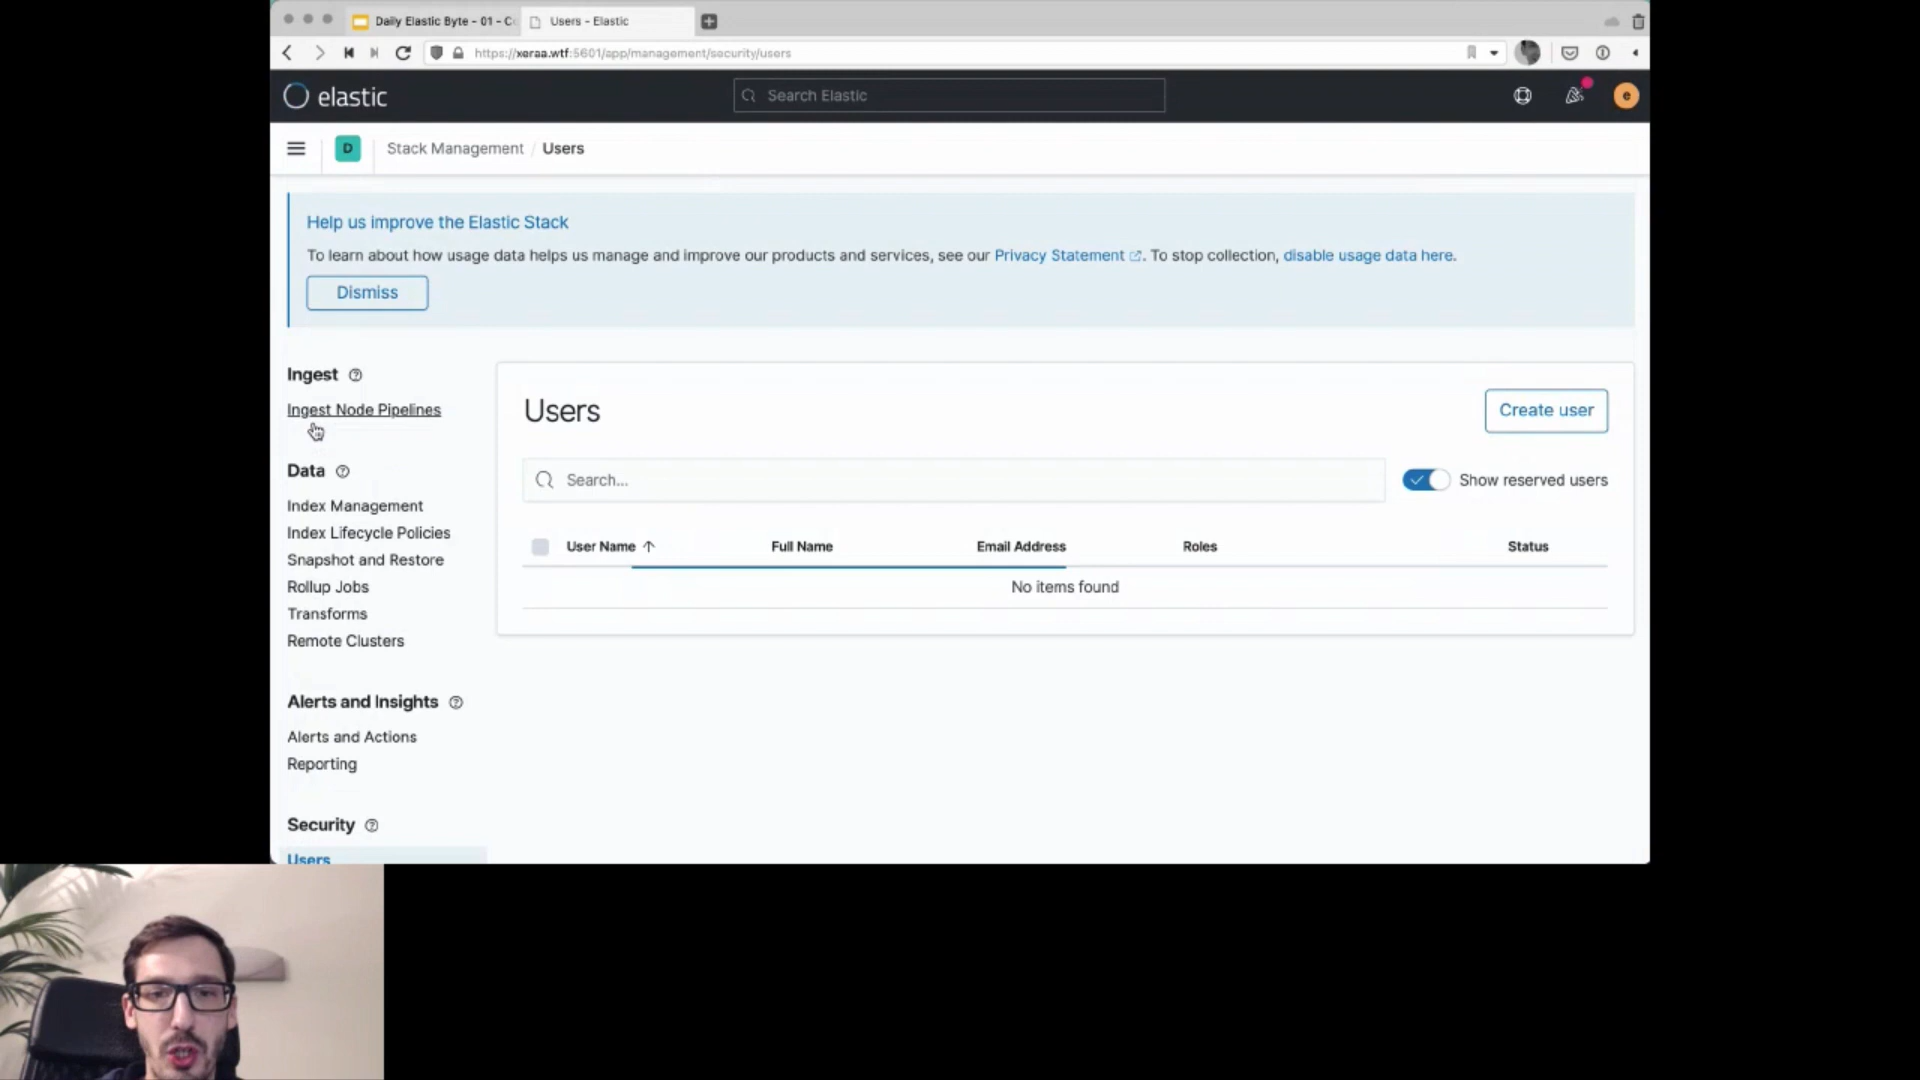 Daily Elastic Byte - 01 - C
Users - Elastic
https://xeraa.wtf:5601/app/management/security/users
elastic
Search Elastic
e
D
Stack Management / Users
Help us improve the Elastic Stack
To learn about how usage data helps us manage and improve our products and services, see our Privacy Statement. To stop collection, disable usage data here.
Dismiss
Ingest
Ingest Node Pipelines
Data
Index Management
Index Lifecycle Policies
Snapshot and Restore
Rollup Jobs
Transforms
Remote Clusters
Alerts and Insights
Alerts and Actions
Reporting
Security
Users
Users
Create user
Search...
Show reserved users
User Name Full Name Email Address Roles Status
No items found